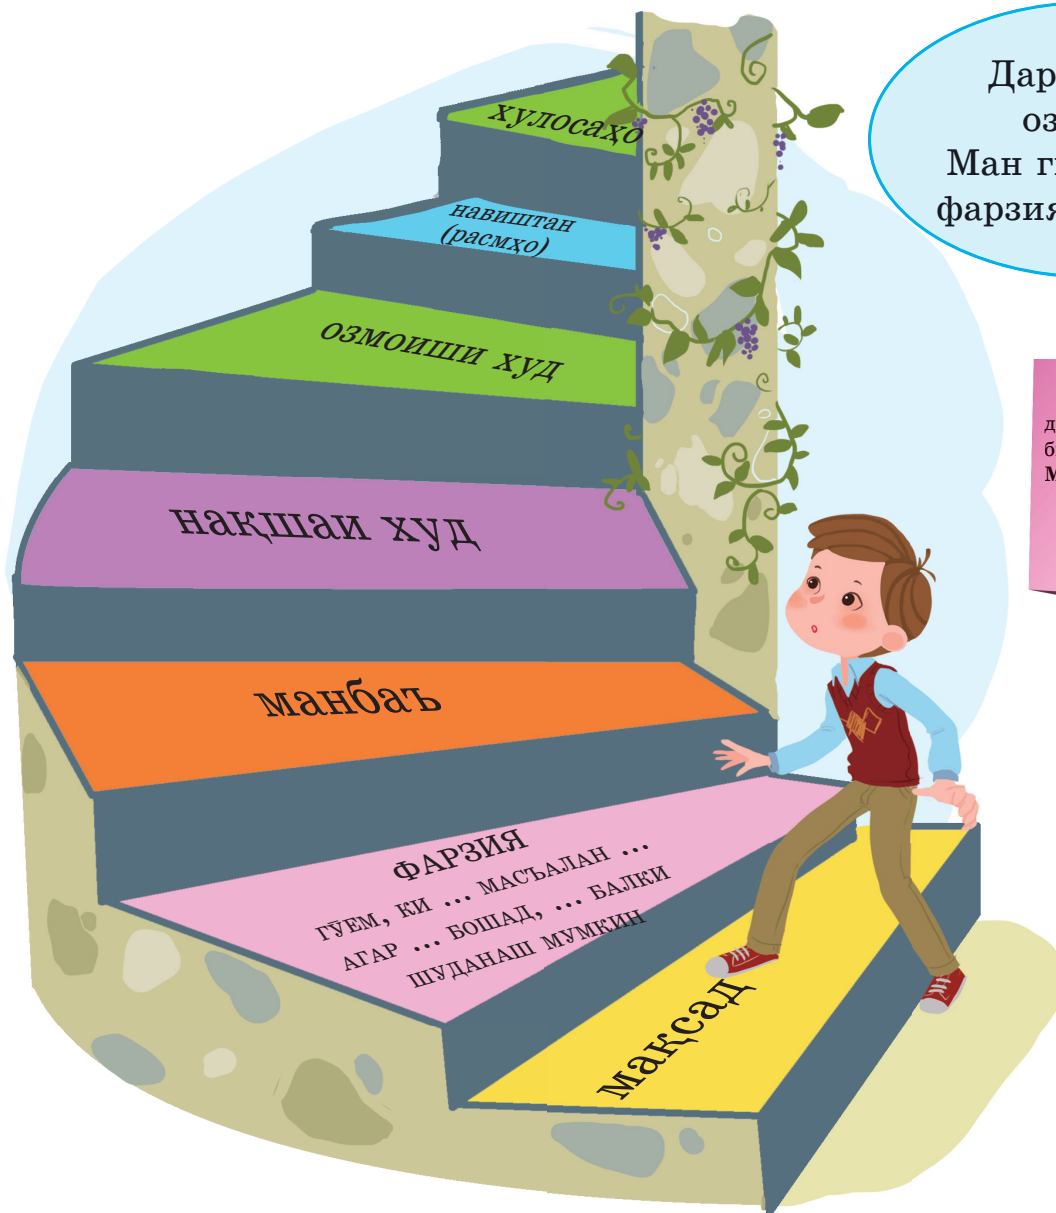 хулосаҳо
навиштан
(расмҳо)
озмоиши худ
нақшаи худ
манбаъ
ФАРЗИЯ
ГӮЕМ, КИ ... МАСЪАЛАН ...
АГАР ... БОШАД, ... БАЛКИ
ШУДАНАШ МУМКИН
мақсад
Дар
оз
Ман
фарзия